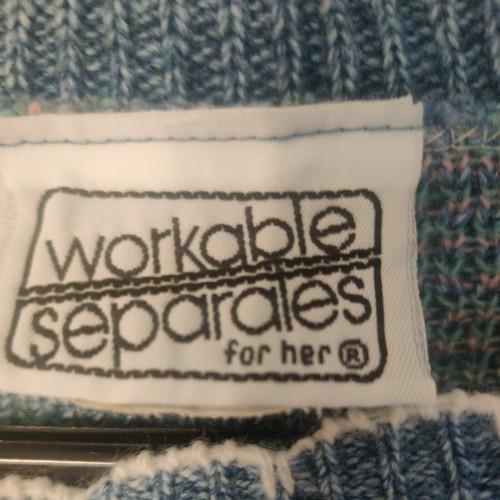 workable
separates
for her ®